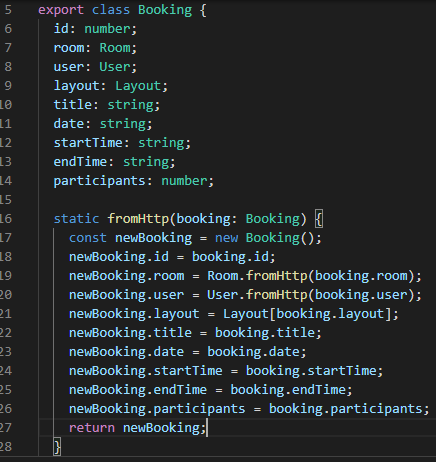 5 export class Booking {
6 id: number;
7 room: Room;
8 user: User;
9 layout: Layout;
10 title: string;
11 date: string;
12 startTime: string;
13 endTime: string;
14 participants: number;
15
16 static fromHttp(booking: Booking) {
17 const newBooking = new Booking();
18 newBooking.id = booking.id;
19 newBooking.room = Room.fromHttp(booking.room);
20 newBooking.user = User.fromHttp(booking.user);
21 newBooking.layout = Layout[booking.layout];
22 newBooking.title = booking.title;
23 newBooking.date = booking.date;
24 newBooking.startTime = booking.startTime;
25 newBooking.endTime = booking.endTime;
26 newBooking.participants = booking.participants;
27 return newBooking;
28 }